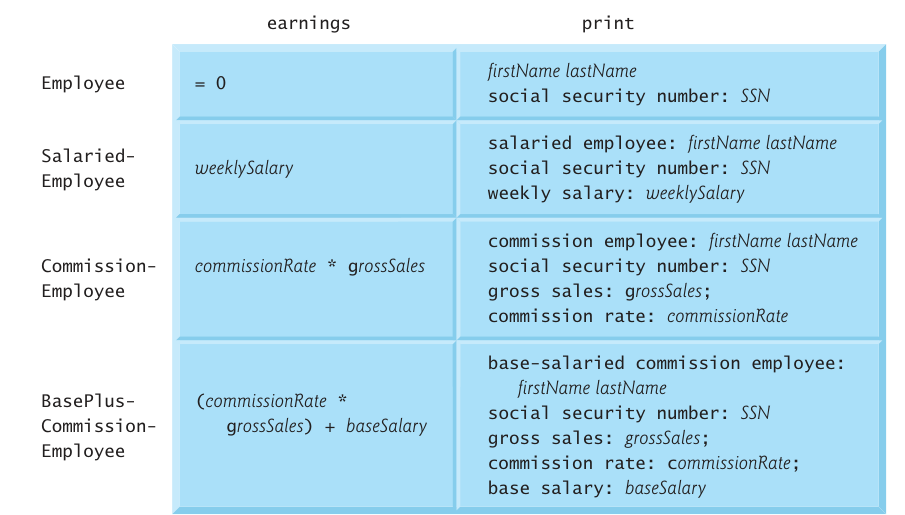 earnings print
Employee
= 0
firstName lastName
social security number: SSN
Salaried-
Employee
weeklySalary
salaried employee: firstName lastName
social security number: SSN
weekly salary: weeklySalary
Commission-
Employee
commissionRate * grossSales
commission employee: firstName lastName
social security number: SSN
gross sales: grossSales;
commission rate: commissionRate
BasePlus-
Commission-
Employee
(commissionRate *
grossSales) + baseSalary
base-salaried commission employee:
firstName lastName
social security number: SSN
gross sales: grossSales;
commission rate: commissionRate;
base salary: baseSalary